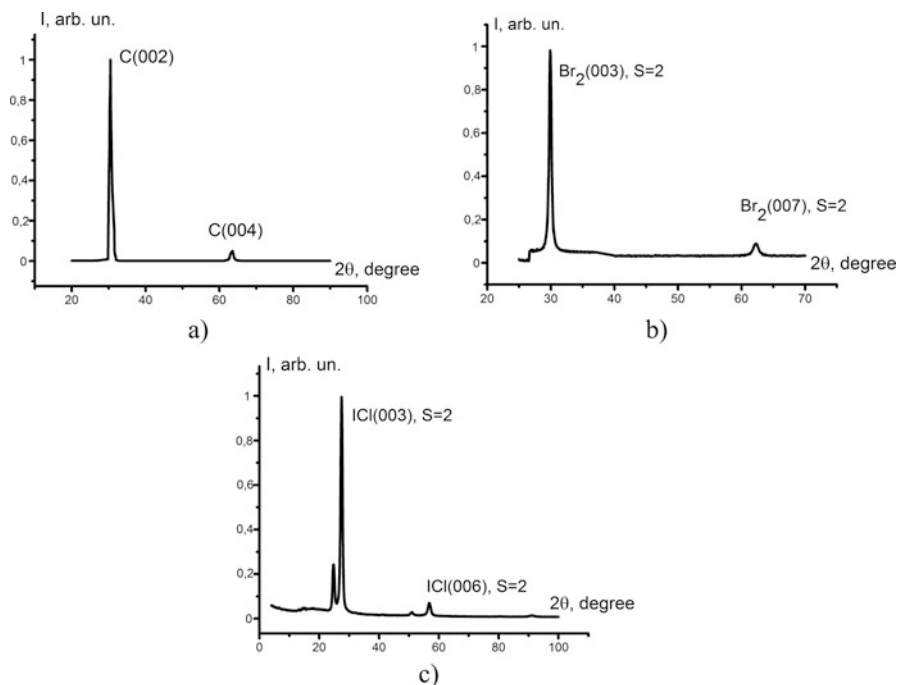 I, arb. un.
C(002)
1
0,8
0,6
0,4
0,2
0
C(004)
2θ, degree
20 40 60 80 100
a)
I, arb. un.
Br2(003), S=2
1
0,8
0,6
0,4
0,2
0
Br2(007), S=2
2θ, degree
20 30 40 50 60 70
b)
I, arb. un.
ICl(003), S=2
1
0,8
0,6
0,4
0,2
0
ICl(006), S=2
2θ, degree
0 20 40 60 80 100
c)